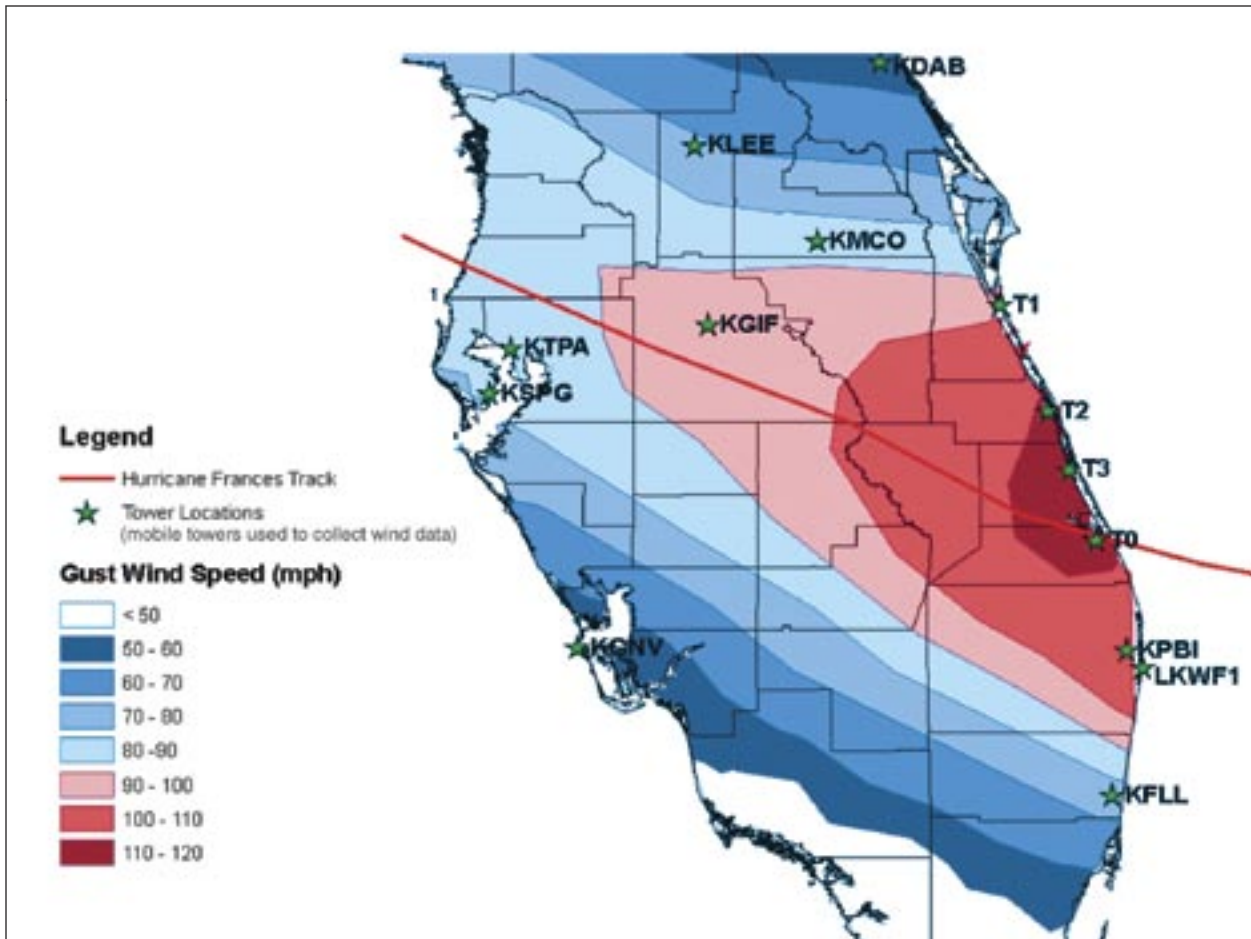 KDAB
KLEE
KMCO
T1
KGIF
KTPA
KSPG
T2
T3
T0
KCNV
KPBI
LKWF1
KFLL
Legend
Hurricane Frances Track
Tower Locations
(mobile towers used to collect wind data)
Gust Wind Speed (mph)
< 50
50 - 60
60 - 70
70 - 80
80 -90
90 - 100
100 - 110
110 - 120